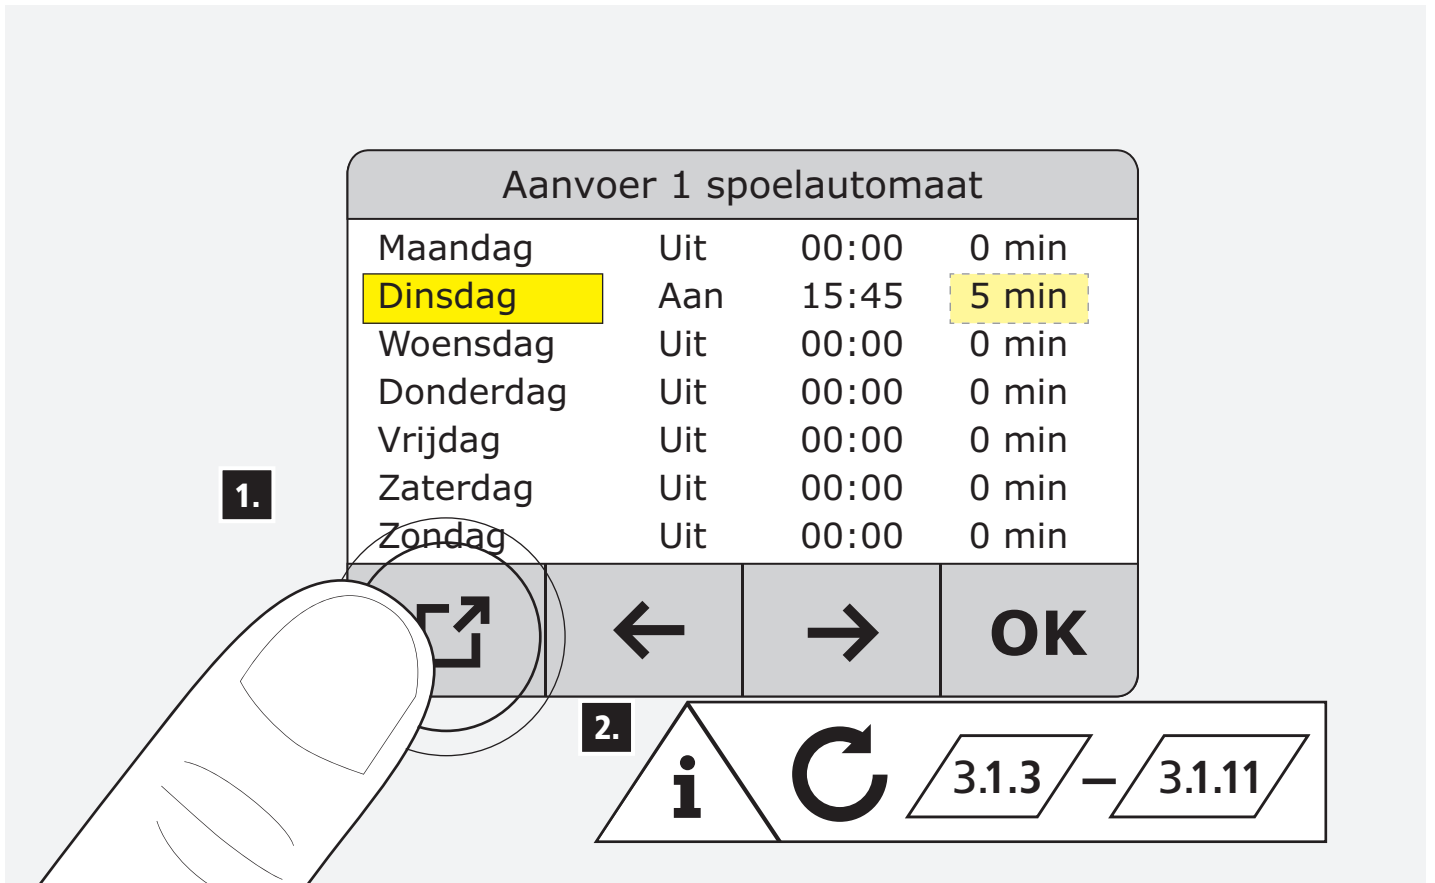 Aanvoer 1 spoelautomaat
Maandag Uit 00:00 0 min
Dinsdag Aan 15:45 5 min
Woensdag Uit 00:00 0 min
Donderdag Uit 00:00 0 min
Vrijdag Uit 00:00 0 min
Zaterdag Uit 00:00 0 min
Zondag Uit 00:00 0 min
1.
OK
2.
i 3.1.3 – 3.1.11